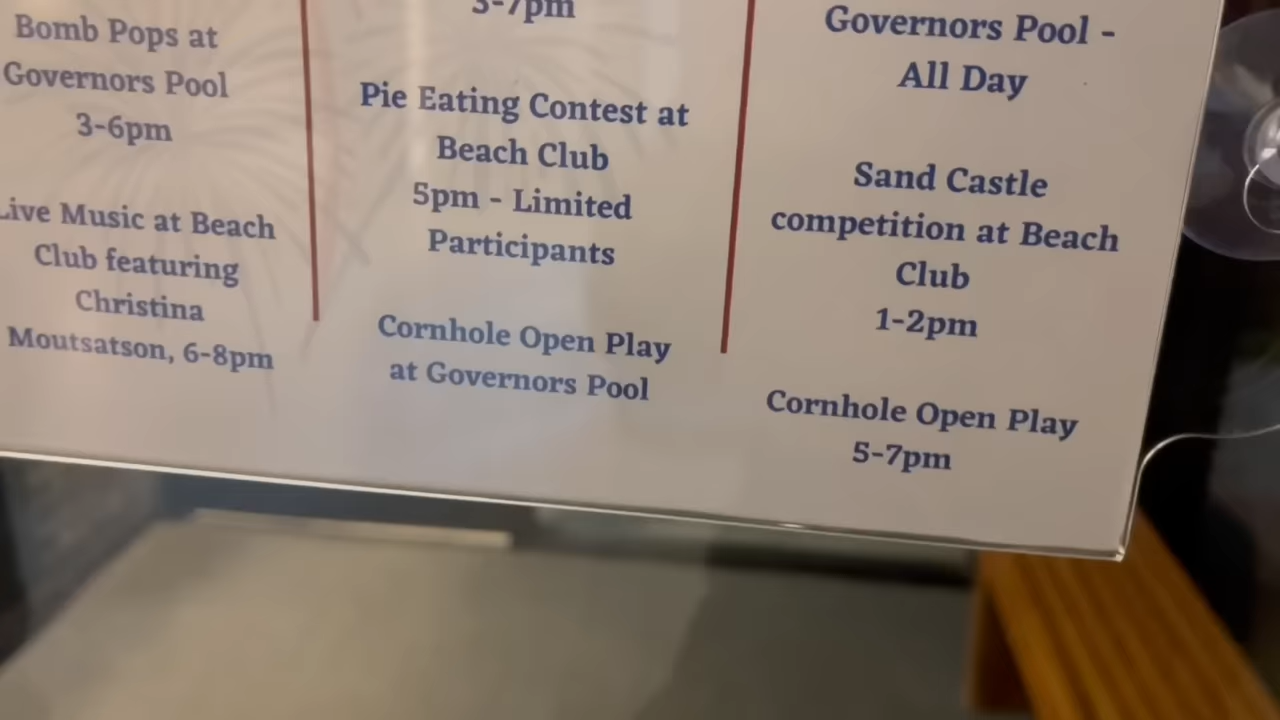 Bomb Pops at
Governors Pool
3-6pm
Live Music at Beach
Club featuring
Christina
Moutsatson, 6-8pm
3-7pm
Pie Eating Contest at
Beach Club
5pm - Limited
Participants
Cornhole Open Play
at Governors Pool
Governors Pool -
All Day
Sand Castle
competition at Beach
Club
1-2pm
Cornhole Open Play
5-7pm